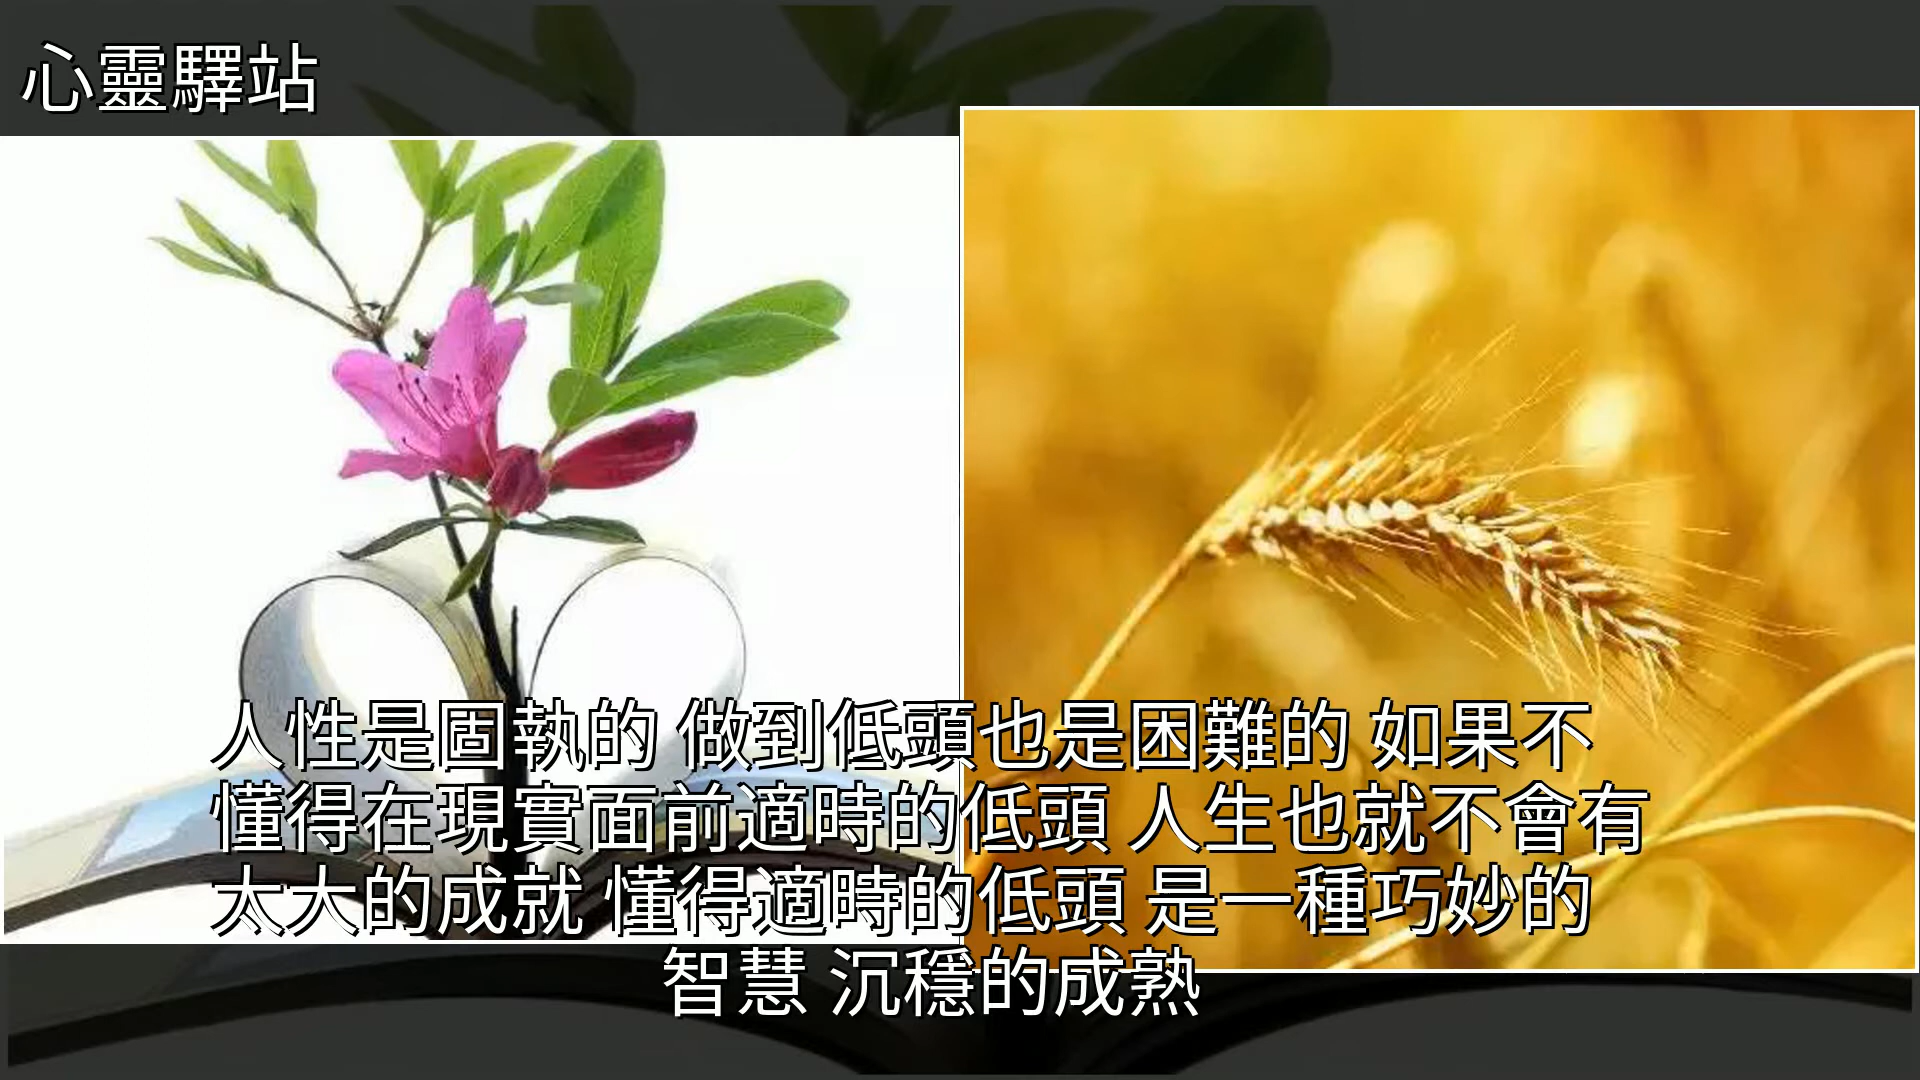 心靈驛站
人性是固執的 做到低頭也是困難的 如果不
懂得在現實面前適時的低頭 人生也就不會有
太大的成就 懂得適時的低頭 是一種巧妙的
智慧 沉穩的成熟